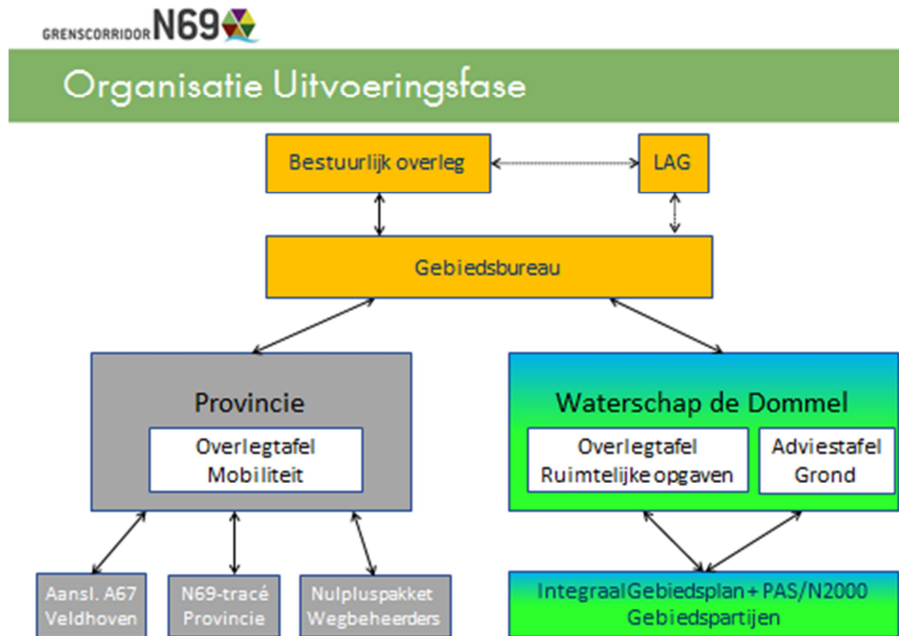 GRENSCORRIDOR N69
Organisatie Uitvoeringsfase
Bestuurlijk overleg
LAG
Gebiedsbureau
Provincie
Overlegtafel
Mobiliteit
Waterschap de Dommel
Overlegtafel
Ruimtelijke opgaven
Adviestafel
Grond
Aansl. A67
Veldhoven
N69-tracé
Provincie
Nulpluspakket
Wegbeheerders
Integraal Gebiedsplan + PAS/N2000
Gebiedspartijen